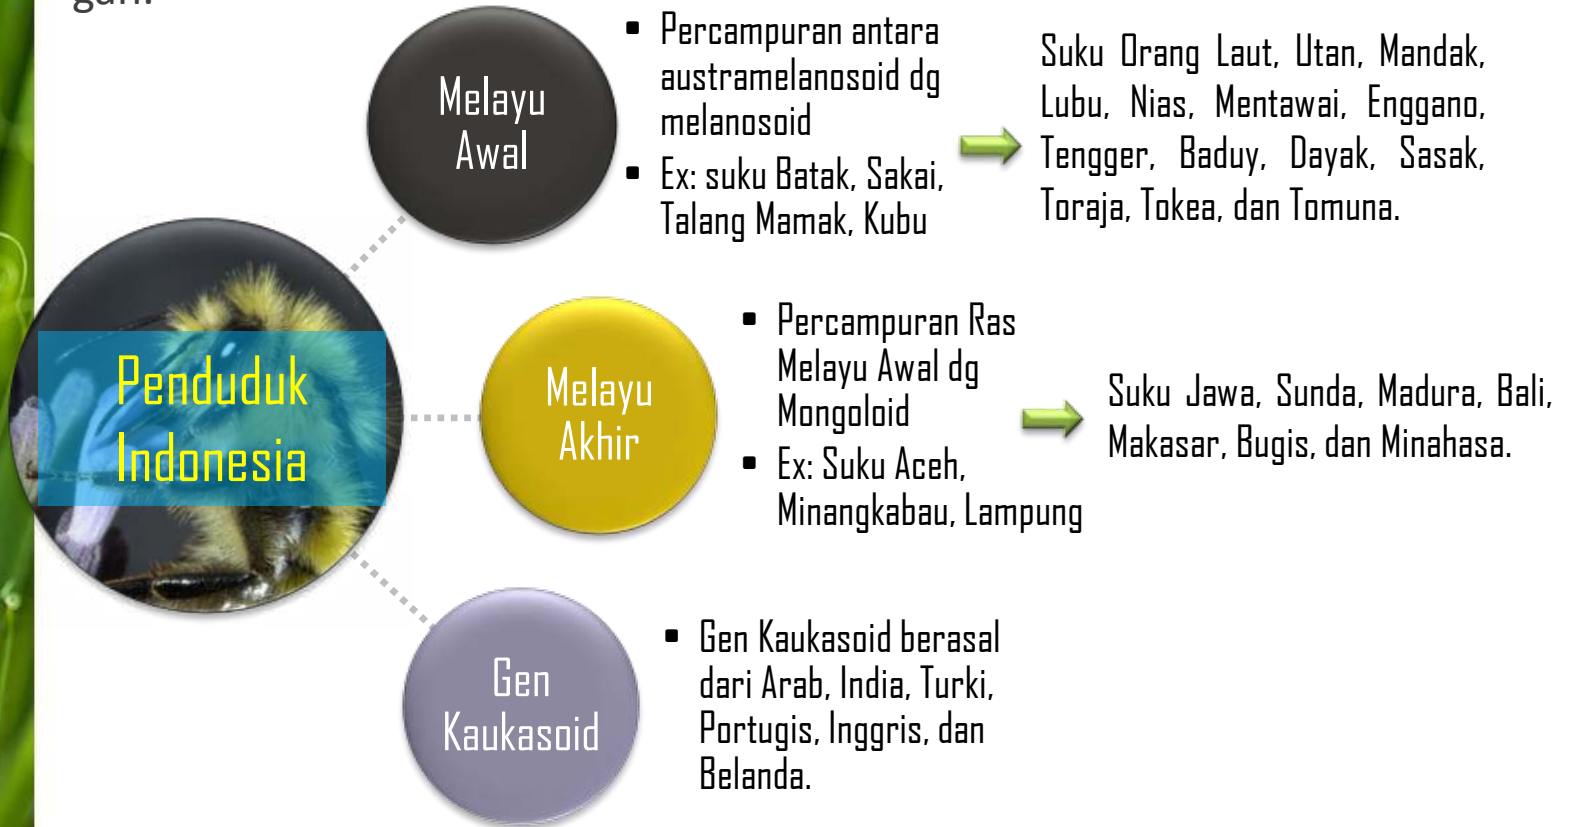 gan.
Melayu
Awal
▪ Percampuran antara
austramelanosoid dg
melanosoid
▪ Ex: suku Batak, Sakai,
Talang Mamak, Kubu
Suku Orang Laut, Utan, Mandak,
Lubu, Nias, Mentawai, Enggano,
Tengger, Baduy, Dayak, Sasak,
Toraja, Tokea, dan Tomuna.
Penduduk
Indonesia
Melayu
Akhir
▪ Percampuran Ras
Melayu Awal dg
Mongoloid
▪ Ex: Suku Aceh,
Minangkabau, Lampung
Suku Jawa, Sunda, Madura, Bali,
Makasar, Bugis, dan Minahasa.
Gen
Kaukasoid
▪ Gen Kaukasoid berasal
dari Arab, India, Turki,
Portugis, Inggris, dan
Belanda.